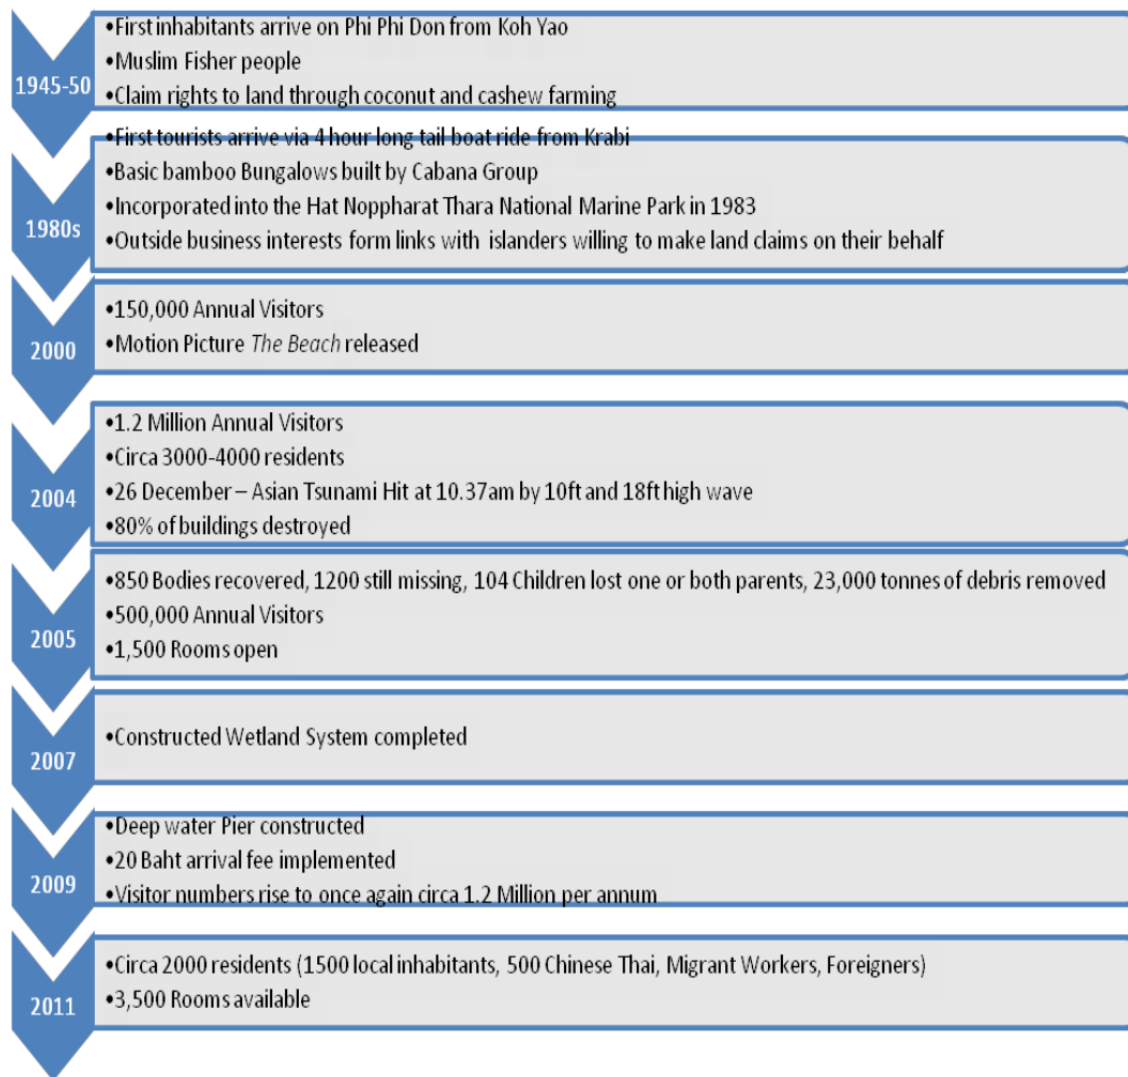 1945-50
•First inhabitants arrive on Phi Phi Don from Koh Yao
•Muslim Fisher people
•Claim rights to land through coconut and cashew farming
1980s
•First tourists arrive via 4 hour long tail boat ride from Krabi
•Basic bamboo Bungalows built by Cabana Group
•Incorporated into the Hat Noppharat Thara National Marine Park in 1983
•Outside business interests form links with islanders willing to make land claims on their behalf
2000
•150,000 Annual Visitors
•Motion Picture The Beach released
2004
•1.2 Million Annual Visitors
•Circa 3000-4000 residents
•26 December – Asian Tsunami Hit at 10.37am by 10ft and 18ft high wave
•80% of buildings destroyed
2005
•850 Bodies recovered, 1200 still missing, 104 Children lost one or both parents, 23,000 tonnes of debris removed
•500,000 Annual Visitors
•1,500 Rooms open
2007
•Constructed Wetland System completed
2009
•Deep water Pier constructed
•20 Baht arrival fee implemented
•Visitor numbers rise to once again circa 1.2 Million per annum
2011
•Circa 2000 residents (1500 local inhabitants, 500 Chinese Thai, Migrant Workers, Foreigners)
•3,500 Rooms available